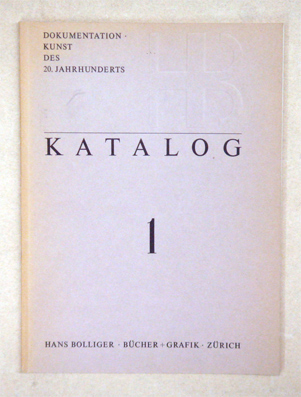 DOKUMENTATION ·
KUNST
DES
20. JAHRHUNDERTS
KATALOG
1
HANS BOLLIGER · BÜCHER + GRAFIK · ZÜRICH